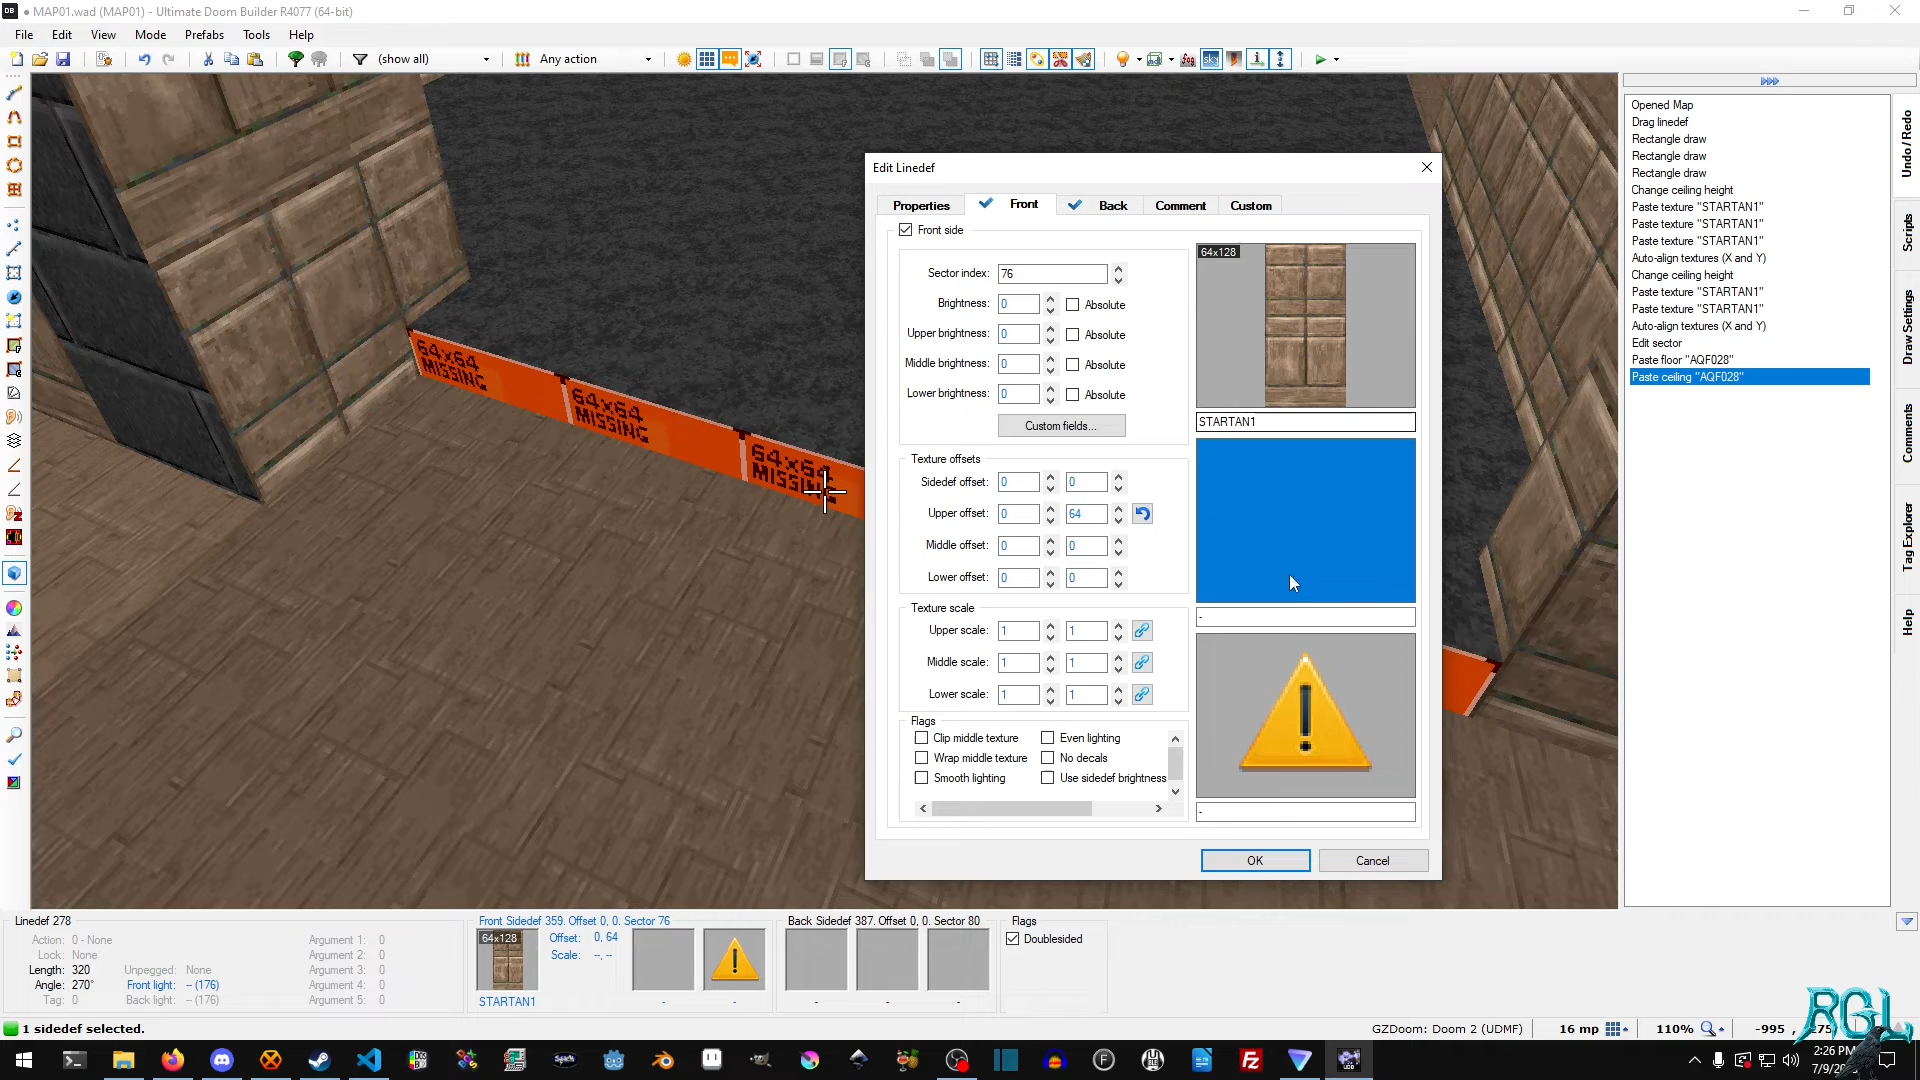 MAP01.wad (MAP01) - Ultimate Doom Builder R4077 (64-bit)
File Edit View Mode Prefabs Tools Help
(show all)
Any action
Opened Map
Drag linedef
Rectangle draw
Rectangle draw
Rectangle draw
Change ceiling height
Paste texture "STARTAN1"
Paste texture "STARTAN1"
Paste texture "STARTAN1"
Auto-align textures (X and Y)
Change ceiling height
Paste texture "STARTAN1"
Paste texture "STARTAN1"
Auto-align textures (X and Y)
Edit sector
Paste floor "AQF028"
Paste ceiling "AQF028"
Undo / Redo
Scripts
Draw Settings
Comments
Tag Explorer
Help
64x64
MISSING
64x64
MISSING
64x64
MISSING
Edit Linedef
Properties Front Back Comment Custom
Front side
Sector index: 76
Brightness: 0 Absolute
Upper brightness: 0 Absolute
Middle brightness: 0 Absolute
Lower brightness: 0 Absolute
Custom fields...
Texture offsets
Sidedef offset: 0 0
Upper offset: 0 64
Middle offset: 0 0
Lower offset: 0 0
Texture scale
Upper scale: 1 1
Middle scale: 1 1
Lower scale: 1 1
Flags
Clip middle texture Even lighting
Wrap middle texture No decals
Smooth lighting Use sidedef brightness
64x128
STARTAN1
-
-
OK Cancel
Linedef 278
Action: 0 - None
Lock: None
Length: 320
Angle: 270°
Tag: 0
Unpegged: None
Front light: -- (176)
Back light: -- (176)
Argument 1: 0
Argument 2: 0
Argument 3: 0
Argument 4: 0
Argument 5: 0
Front Sidedef 359. Offset 0, 0. Sector 76
64x128
STARTAN1
Offset: 0, 64
Scale: --, --
-
-
Back Sidedef 387. Offset 0, 0. Sector 80
-
-
-
Flags
Doublesided
1 sidedef selected.
GZDoom: Doom 2 (UDMF)
16 mp
110%
-995 ,
RGL
2:26 PM